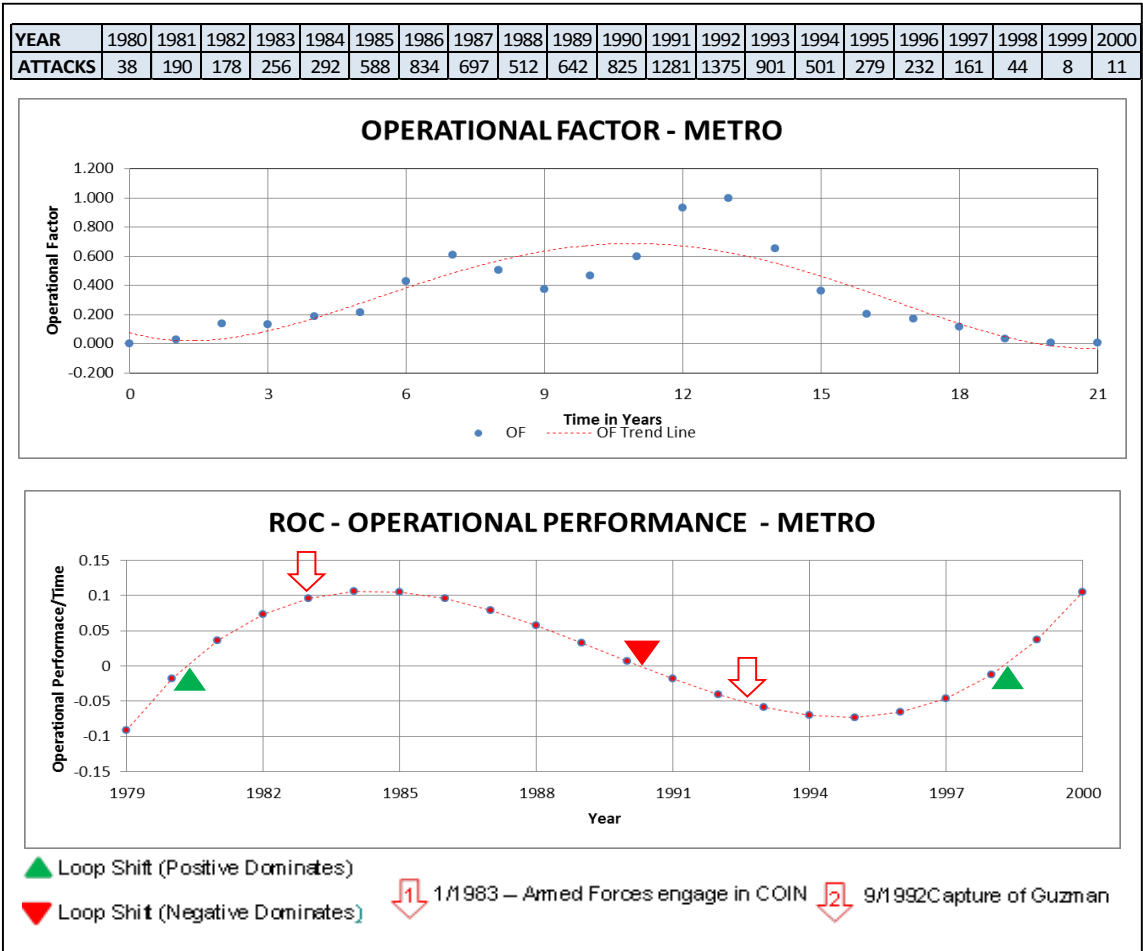 YEAR 1980 1981 1982 1983 1984 1985 1986 1987 1988 1989 1990 1991 1992 1993 1994 1995 1996 1997 1998 1999 2000
ATTACKS 38 190 178 256 292 588 834 697 512 642 825 1281 1375 901 501 279 232 161 44 8 11
OPERATIONAL FACTOR - METRO
Operational Factor
1.200
1.000
0.800
0.600
0.400
0.200
0.000
-0.200
0 3 6 9 12 15 18 21
Time in Years
OF OF Trend Line
ROC - OPERATIONAL PERFORMANCE - METRO
Operational Performace/Time
0.15
0.1
0.05
0
-0.05
-0.1
-0.15
1979 1982 1985 1988 1991 1994 1997 2000
Year
Loop Shift (Positive Dominates)
1 1/1983 – Armed Forces engage in COIN 2 9/1992Capture of Guzman
Loop Shift (Negative Dominates)